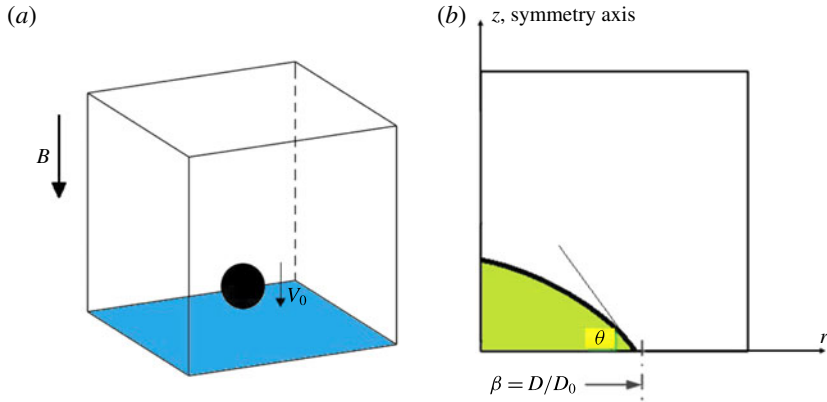 (a)
B
V₀
(b)
z, symmetry axis
θ
r
β = D/D₀